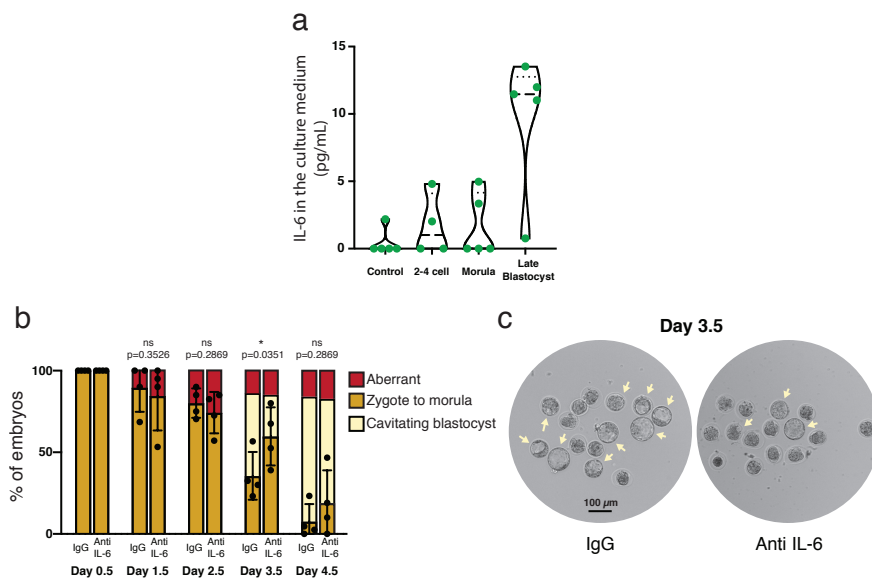 a
IL-6 in the culture medium
(pg/mL)
15
10
5
0
Control
2-4 cell
Morula
Late
Blastocyst
b
ns
p=0.3526
ns
p=0.2869
*
p=0.0351
ns
p=0.2869
% of embryos
100
50
0
Aberrant
Zygote to morula
Cavitating blastocyst
IgG
Anti
IL-6
IgG
Anti
IL-6
IgG
Anti
IL-6
IgG
Anti
IL-6
IgG
Anti
IL-6
Day 0.5
Day 1.5
Day 2.5
Day 3.5
Day 4.5
c
Day 3.5
100 µm
IgG
Anti IL-6